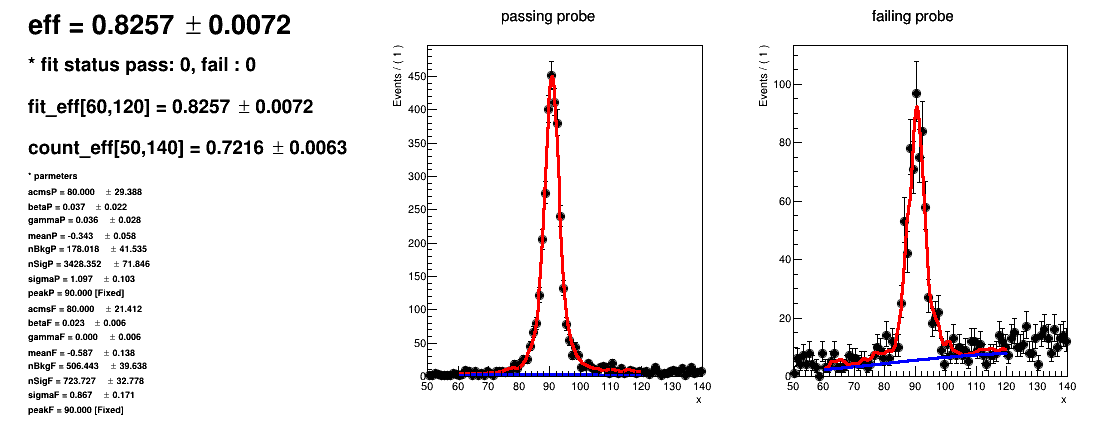 eff = 0.8257 ± 0.0072
* fit status pass: 0, fail : 0
fit_eff[60,120] = 0.8257 ± 0.0072
count_eff[50,140] = 0.7216 ± 0.0063
* parmeters
acmsP = 80.000 ± 29.388
betaP = 0.037 ± 0.022
gammaP = 0.036 ± 0.028
meanP = -0.343 ± 0.058
nBkgP = 178.018 ± 41.535
nSigP = 3428.352 ± 71.846
sigmaP = 1.097 ± 0.103
peakP = 90.000 [Fixed]
acmsF = 80.000 ± 21.412
betaF = 0.023 ± 0.006
gammaF = 0.000 ± 0.006
meanF = -0.587 ± 0.138
nBkgF = 506.443 ± 39.638
nSigF = 723.727 ± 32.778
sigmaF = 0.867 ± 0.171
peakF = 90.000 [Fixed]
passing probe
Events / ( 1 )
450
400
350
300
250
200
150
100
50
0
50 60 70 80 90 100 110 120 130 140
x
failing probe
Events / ( 1 )
100
80
60
40
20
0
50 60 70 80 90 100 110 120 130 140
x